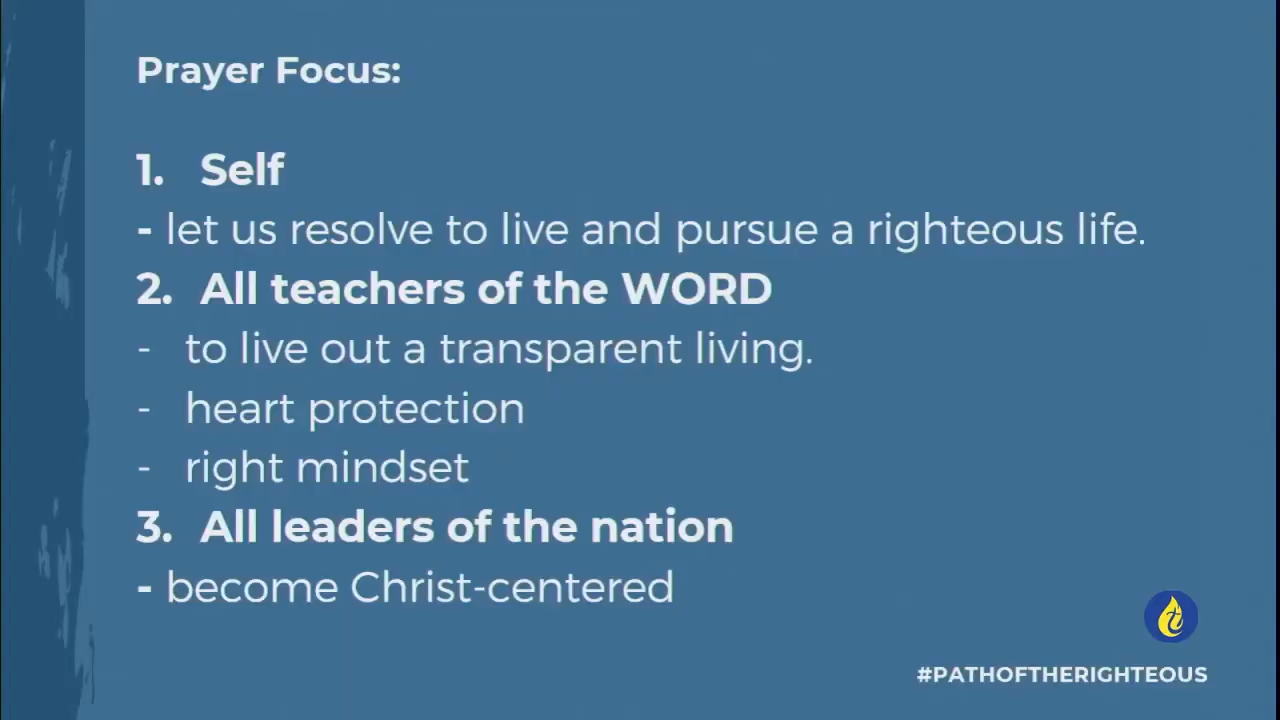 Prayer Focus:
1. Self
- let us resolve to live and pursue a righteous life.
2. All teachers of the WORD
- to live out a transparent living.
- heart protection
- right mindset
3. All leaders of the nation
- become Christ-centered
#PATHOFTHERIGHTEOUS